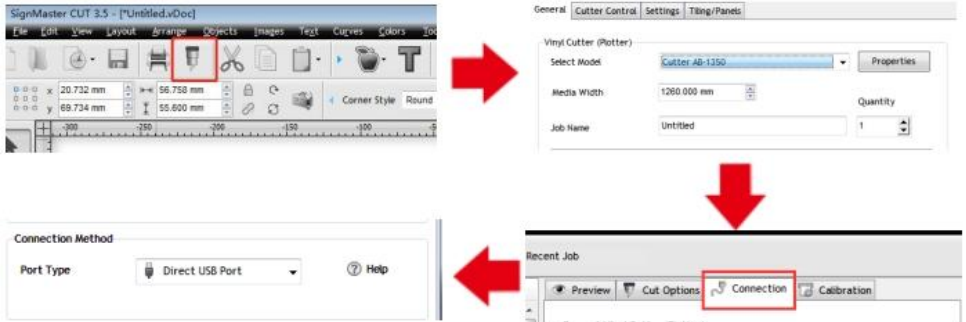 SignMaster CUT 3.5 - [*Untitled.vDoc]
File Edit View Layout Arrange Objects Images Text Curves Colors
x 20.732 mm 56.758 mm
y 69.734 mm 55.600 mm
Corner Style Round
-300 -250 -200 -150 -100
General Cutter Control Settings Tiling/Panels
Vinyl Cutter (Plotter)
Select Model Cutter AB-1350 Properties
Media Width 1260.000 mm
Quantity
Job Name Untitled 1
Connection Method
Port Type Direct USB Port Help
Recent Job
Preview Cut Options Connection Calibration